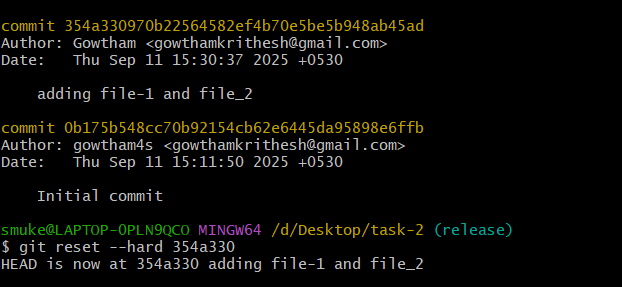 commit 354a330970b22564582ef4b70e5be5b948ab45ad
Author: Gowtham <gowthamkrithesh@gmail.com>
Date:   Thu Sep 11 15:30:37 2025 +0530
    adding file-1 and file_2
commit 0b175b548cc70b92154cb62e6445da95898e6ffb
Author: gowtham4s <gowthamkrithesh@gmail.com>
Date:   Thu Sep 11 15:11:50 2025 +0530
    Initial commit
smuke@LAPTOP-0PLN9QCO MINGW64 /d/Desktop/task-2 (release)
$ git reset --hard 354a330
HEAD is now at 354a330 adding file-1 and file_2